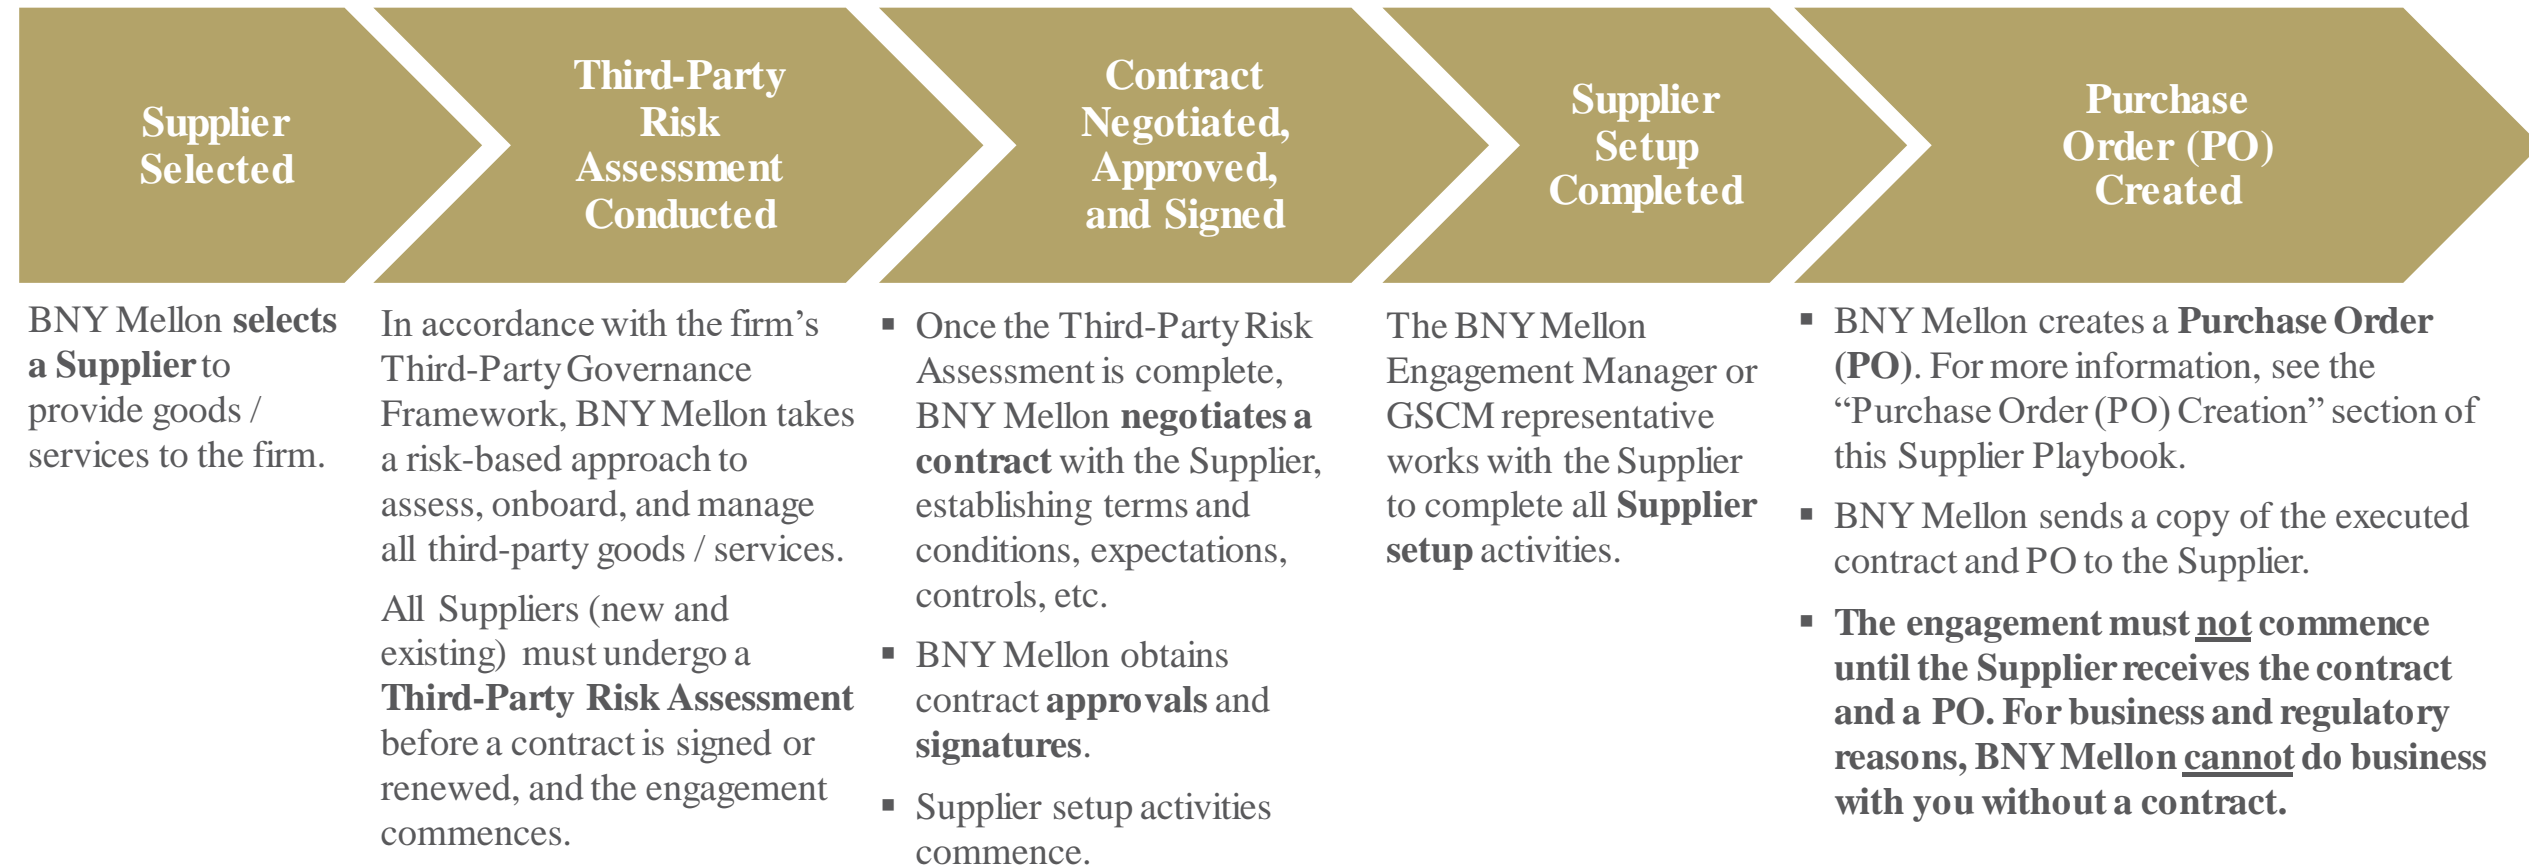 Supplier
Selected
Third-Party
Risk
Assessment
Conducted
Contract
Negotiated,
Approved,
and Signed
Supplier
Setup
Completed
Purchase
Order (PO)
Created
BNY Mellon selects
a Supplier to
provide goods /
services to the firm.
In accordance with the firm’s
Third-Party Governance
Framework, BNY Mellon takes
a risk-based approach to
assess, onboard, and manage
all third-party goods / services.
All Suppliers (new and
existing) must undergo a
Third-Party Risk Assessment
before a contract is signed or
renewed, and the engagement
commences.
▪ Once the Third-Party Risk
Assessment is complete,
BNY Mellon negotiates a
contract with the Supplier,
establishing terms and
conditions, expectations,
controls, etc.
▪ BNY Mellon obtains
contract approvals and
signatures.
▪ Supplier setup activities
commence.
The BNY Mellon
Engagement Manager or
GSCM representative
works with the Supplier
to complete all Supplier
setup activities.
▪ BNY Mellon creates a Purchase Order
(PO). For more information, see the
“Purchase Order (PO) Creation” section of
this Supplier Playbook.
▪ BNY Mellon sends a copy of the executed
contract and PO to the Supplier.
▪ The engagement must not commence
until the Supplier receives the contract
and a PO. For business and regulatory
reasons, BNY Mellon cannot do business
with you without a contract.